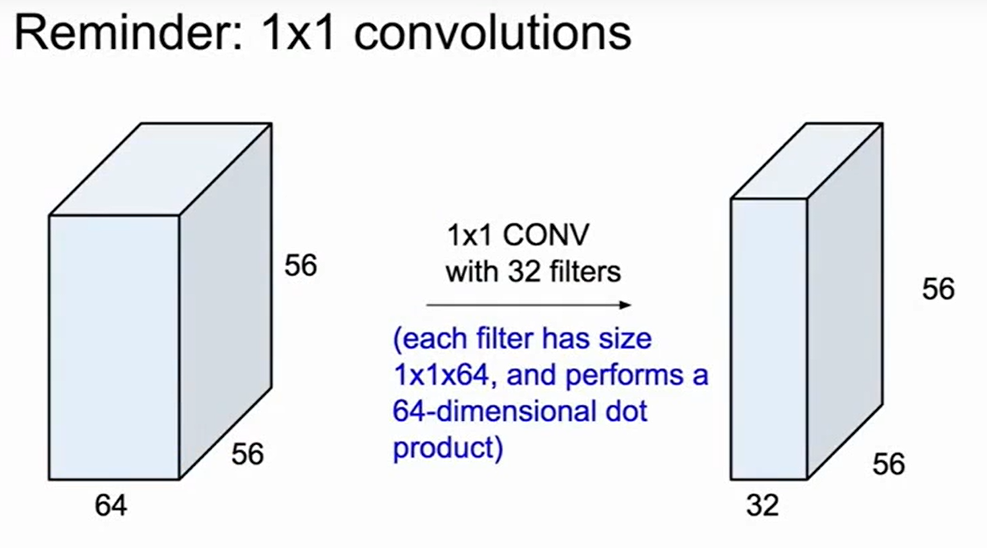 Reminder: 1x1 convolutions
56
56
64
1x1 CONV
with 32 filters
(each filter has size
1x1x64, and performs a
64-dimensional dot
product)
56
56
32